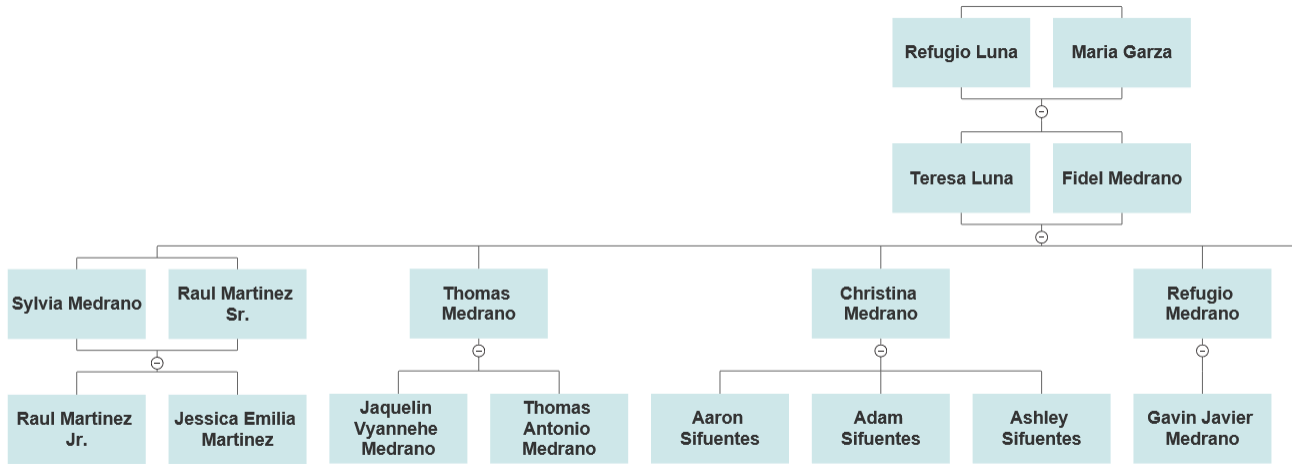 Refugio Luna
Maria Garza
Teresa Luna
Fidel Medrano
Sylvia Medrano
Raul Martinez
Sr.
Thomas
Medrano
Christina
Medrano
Refugio
Medrano
Raul Martinez
Jr.
Jessica Emilia
Martinez
Jaquelin
Vyannehe
Medrano
Thomas
Antonio
Medrano
Aaron
Sifuentes
Adam
Sifuentes
Ashley
Sifuentes
Gavin Javier
Medrano